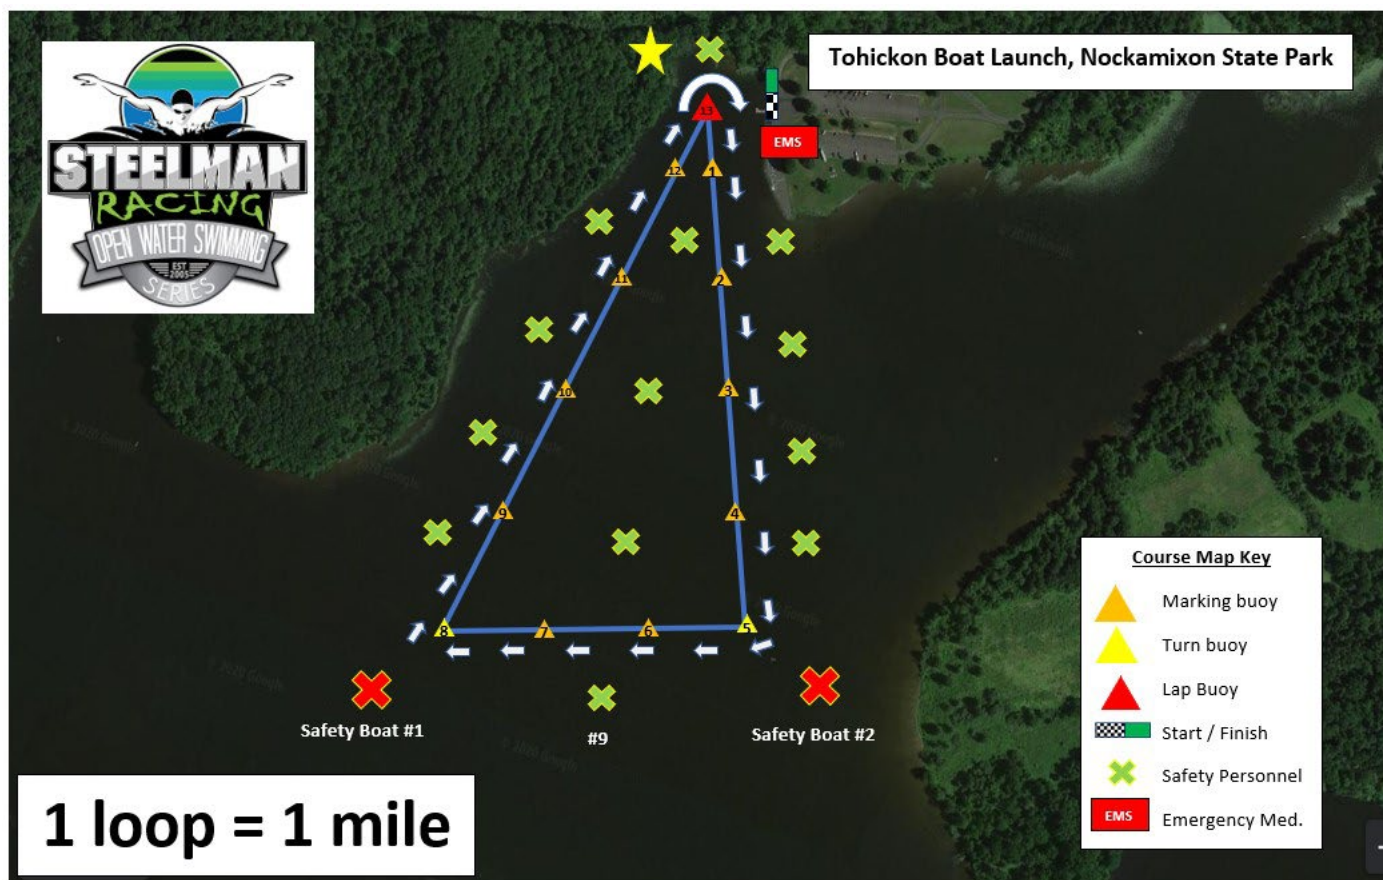 STEELMAN
RACING
OPEN WATER SWIMMING
EST
2005
SERIES
Tohickon Boat Launch, Nockamixon State Park
13
EMS
12
1
11
2
10
3
9
4
8
7
6
5
Safety Boat #1
#9
Safety Boat #2
1 loop = 1 mile
Course Map Key
Marking buoy
Turn buoy
Lap Buoy
Start / Finish
Safety Personnel
EMS
Emergency Med.